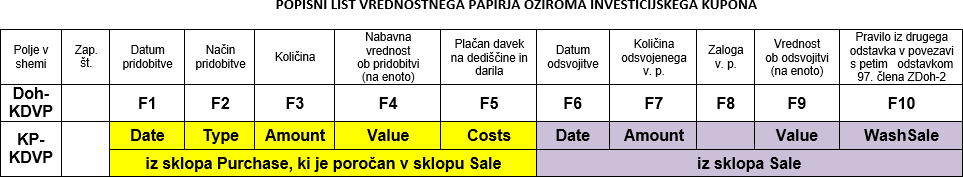 POPISNI LIST VREDNOSTNEGA PAPIRJA OZIROMA INVESTICIJSKEGA KUPONA
Polje v shemi Zap. št. Datum pridobitve Način pridobitve Količina Nabavna vrednost ob pridobitvi (na enoto) Plačan davek na dediščine in darila Datum odsvojitve Količina odsvojenega v. p. Zaloga v. p. Vrednost ob odsvojitvi (na enoto) Pravilo iz drugega odstavka v povezavi s petim odstavkom 97. člena ZDoh-2
Doh-KDVP F1 F2 F3 F4 F5 F6 F7 F8 F9 F10
KP-KDVP Date Type Amount Value Costs Date Amount Value WashSale
iz sklopa Purchase, ki je poročan v sklopu Sale iz sklopa Sale